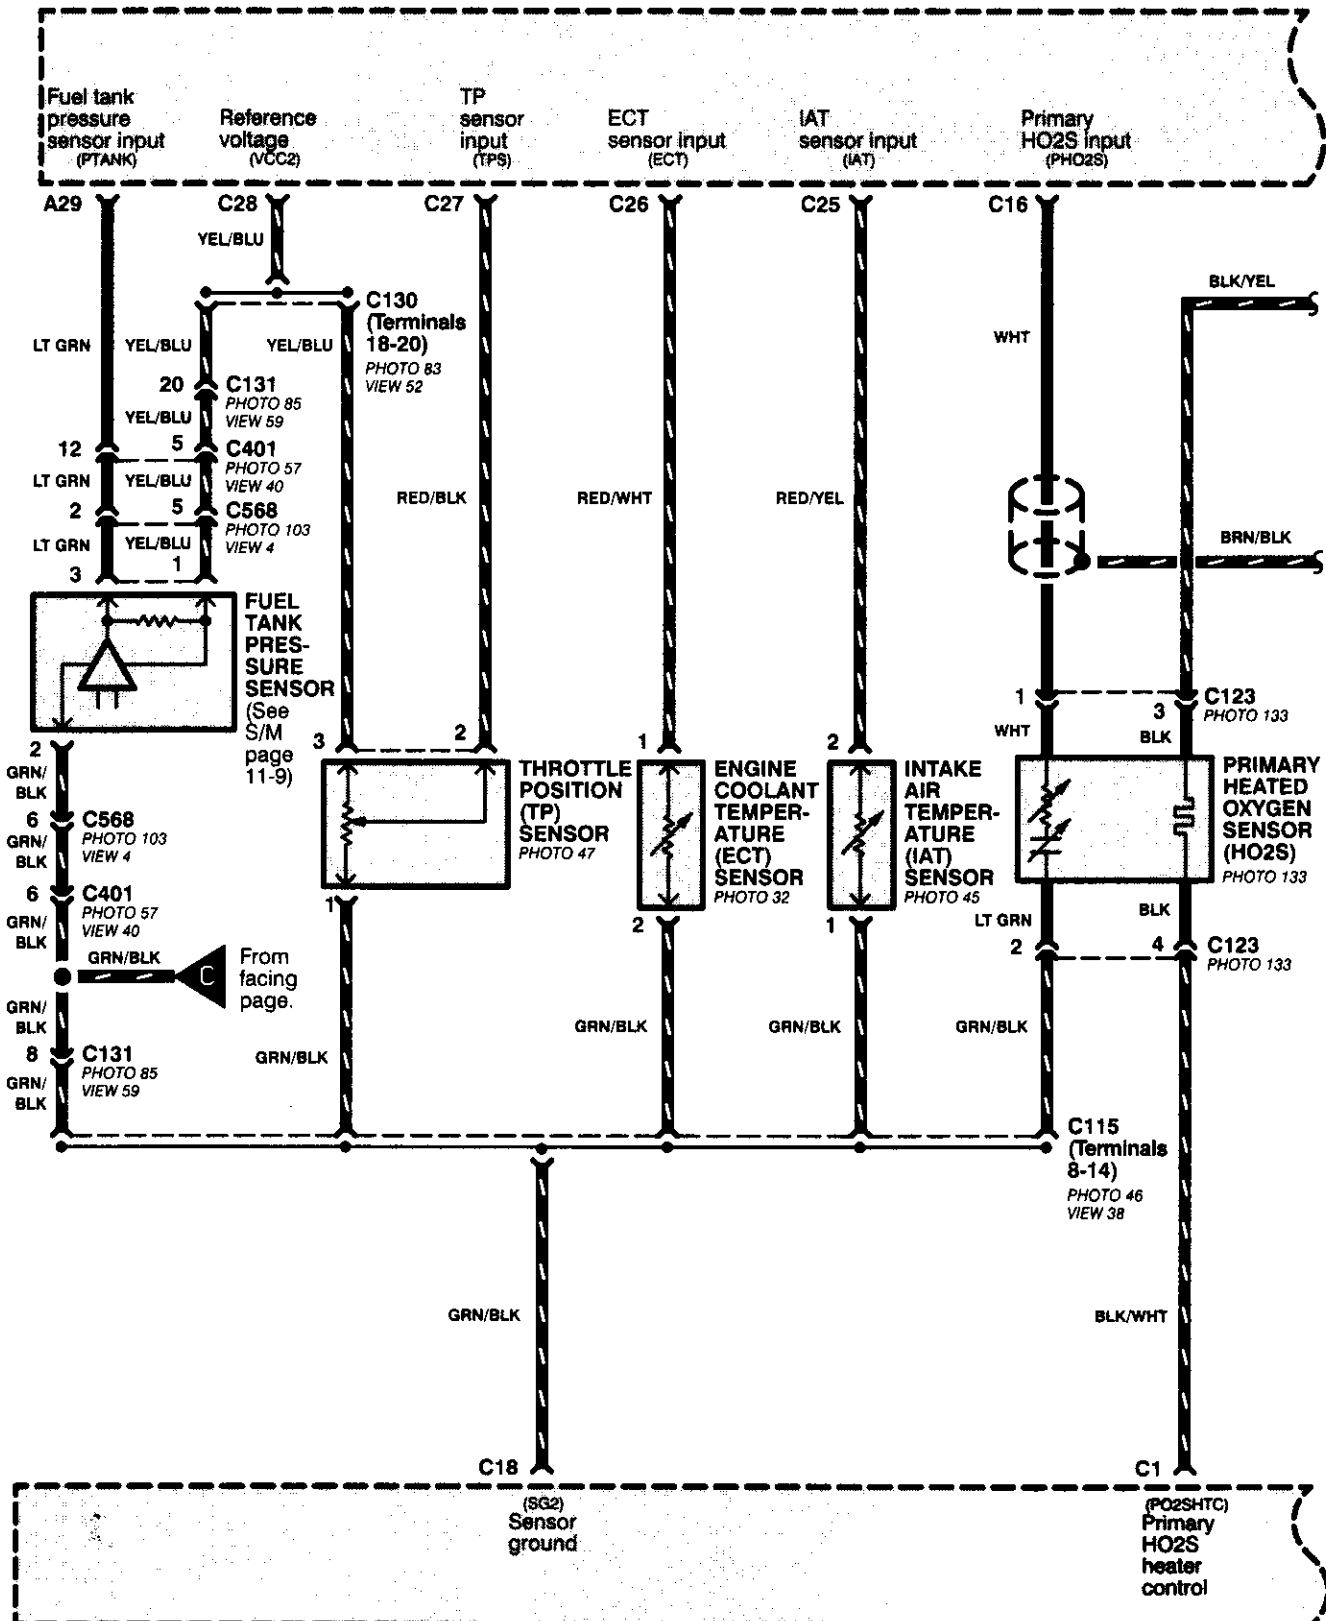 Fuel tank
pressure
sensor input
(PTANK)
Reference
voltage
(VCC2)
TP
sensor
input
(TPS)
ECT
sensor input
(ECT)
IAT
sensor input
(IAT)
Primary
HO2S input
(PHO2S)
A29
C28
C27
C26
C25
C16
YEL/BLU
BLK/YEL
C130
(Terminals
18-20)
PHOTO 83
VIEW 52
LT GRN
YEL/BLU
YEL/BLU
WHT
20
C131
PHOTO 85
VIEW 59
YEL/BLU
12
5
C401
PHOTO 57
VIEW 40
LT GRN
YEL/BLU
RED/BLK
RED/WHT
RED/YEL
2
5
C568
PHOTO 103
VIEW 4
LT GRN
YEL/BLU
BRN/BLK
3
1
FUEL
TANK
PRES-
SURE
SENSOR
(See
S/M
page
11-9)
1
3
C123
PHOTO 133
WHT
BLK
2
3
2
1
2
GRN/
BLK
THROTTLE
POSITION
(TP)
SENSOR
PHOTO 47
ENGINE
COOLANT
TEMPER-
ATURE
(ECT)
SENSOR
PHOTO 32
INTAKE
AIR
TEMPER-
ATURE
(IAT)
SENSOR
PHOTO 45
PRIMARY
HEATED
OXYGEN
SENSOR
(HO2S)
PHOTO 133
6
C568
PHOTO 103
VIEW 4
GRN/
BLK
6
C401
PHOTO 57
VIEW 40
GRN/
BLK
1
2
1
LT GRN
BLK
2
4
C123
PHOTO 133
GRN/BLK
C
From
facing
page.
GRN/
BLK
8
C131
PHOTO 85
VIEW 59
GRN/
BLK
GRN/BLK
GRN/BLK
GRN/BLK
GRN/BLK
C115
(Terminals
8-14)
PHOTO 46
VIEW 38
GRN/BLK
BLK/WHT
C18
C1
(SG2)
Sensor
ground
(PO2SHTC)
Primary
HO2S
heater
control